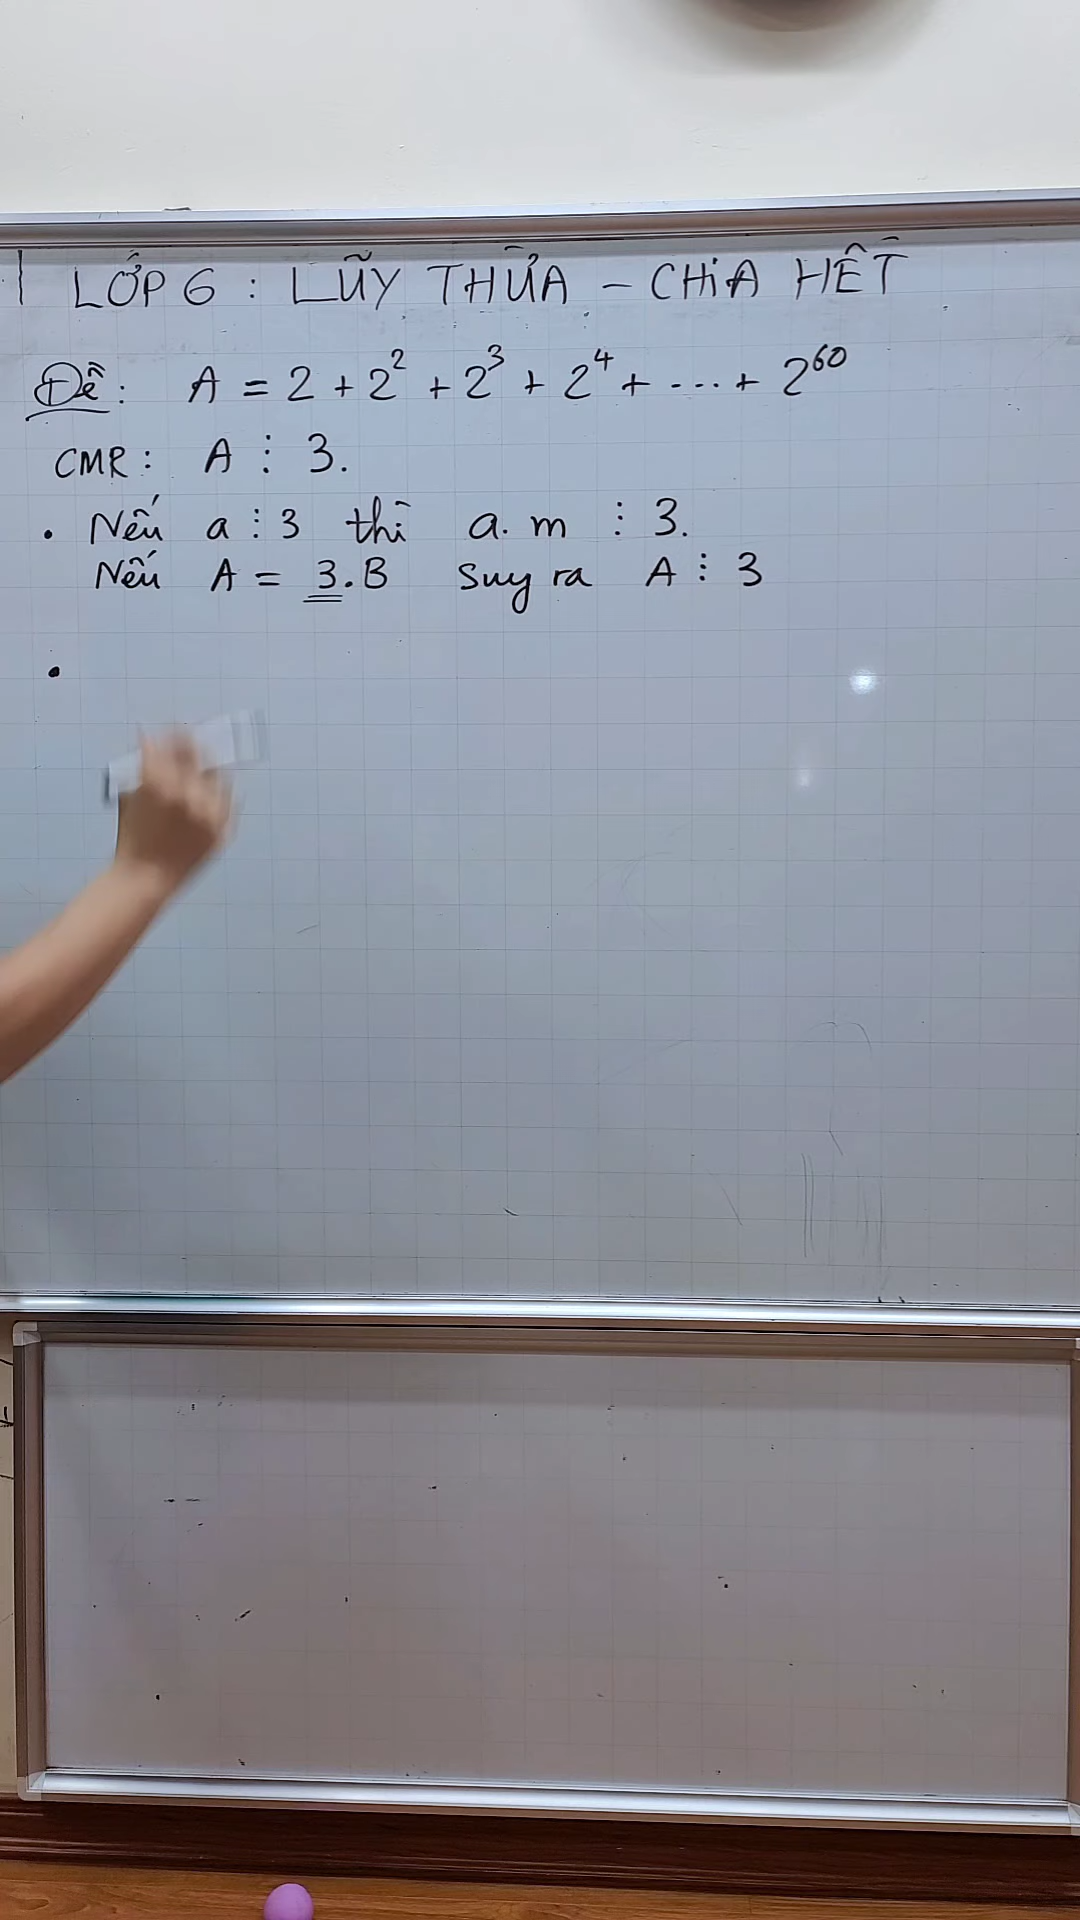 LỚP 6 : LŨY THỪA – CHIA HẾT
Đề : A = 2 + 2² + 2³ + 2⁴ + ... + 2⁶⁰
CMR : A ⋮ 3.
. Nếu a ⋮ 3 thì a. m ⋮ 3.
Nếu A = 3.B Suy ra A ⋮ 3
.